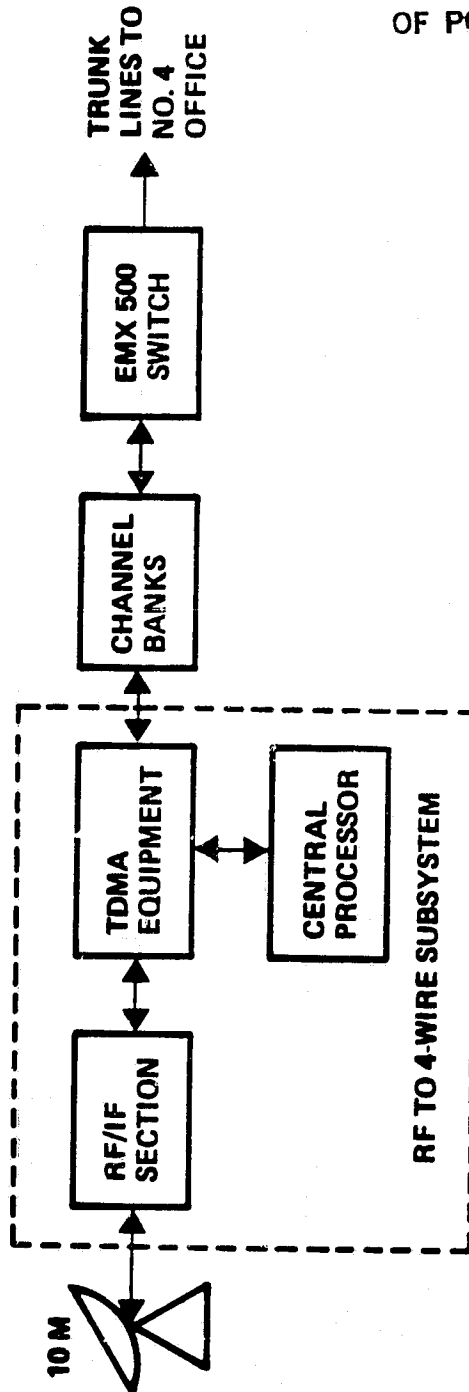 10 M
RF/IF
SECTION
TDMA
EQUIPMENT
CENTRAL
PROCESSOR
RF TO 4-WIRE SUBSYSTEM
CHANNEL
BANKS
EMX 500
SWITCH
TRUNK
LINES TO
NO. 4
OFFICE
OF